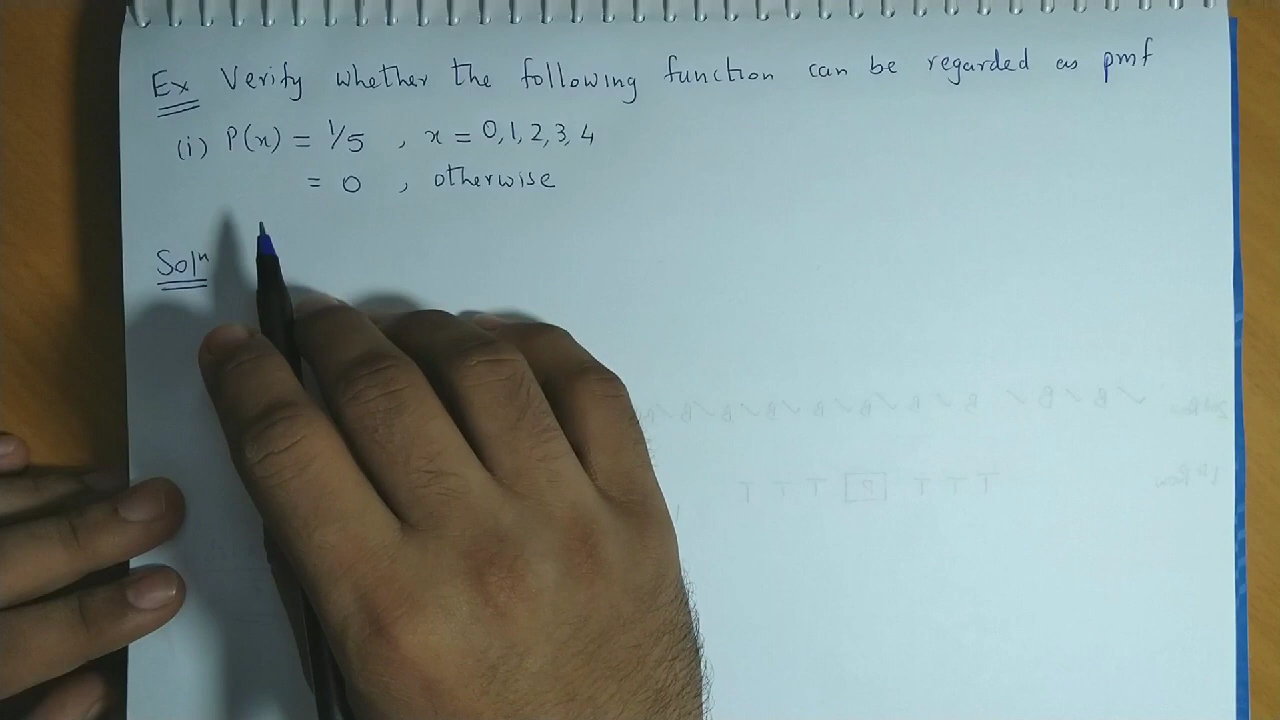 Ex Verify whether the following function can be regarded as pmf
(i) P(x) = 1/5 , x = 0,1,2,3,4
= 0 , otherwise
Solⁿ